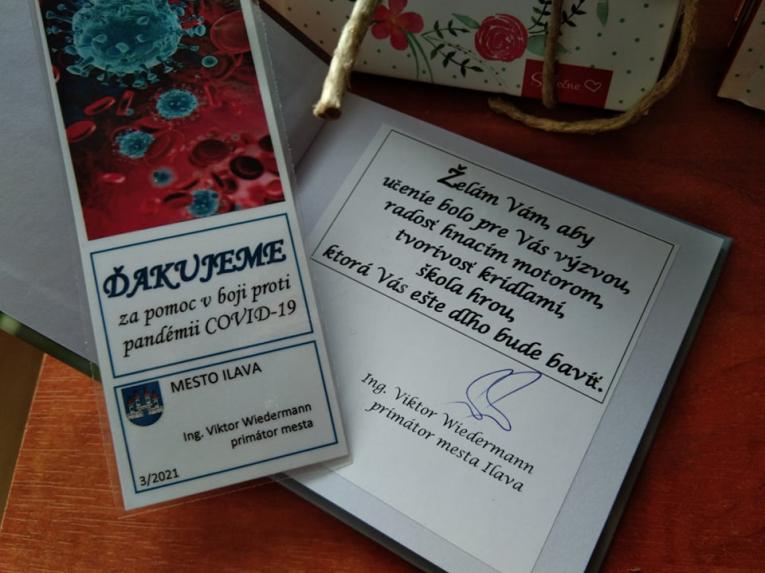 ĎAKUJEME
za pomoc v boji proti
pandémii COVID-19
MESTO ILAVA
Ing. Viktor Wiedermann
primátor mesta
3/2021
Želám Vám, aby
učenie bolo pre Vás výzvou,
radosť hnacím motorom,
tvorivosť krídlami,
škola hrou,
ktorá Vás ešte dlho bude baviť.
Ing. Viktor Wiedermann
primátor mesta Ilava